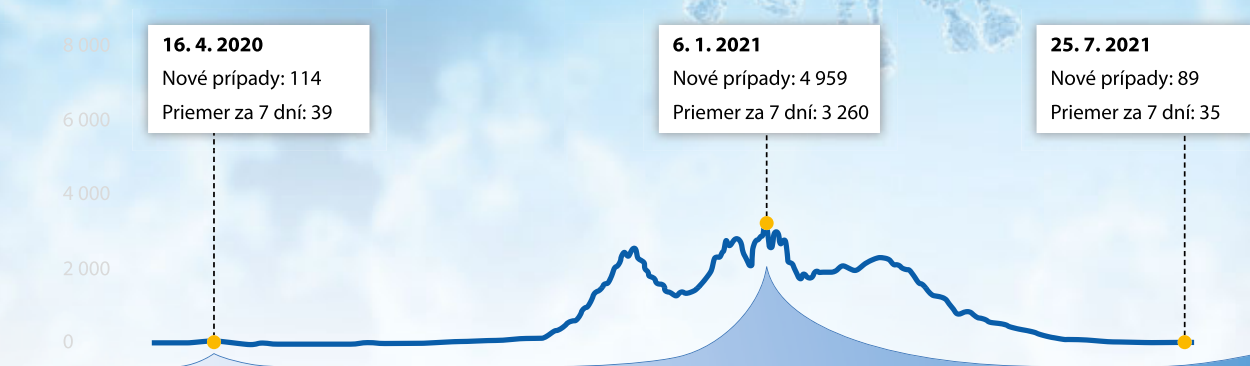 16. 4. 2020
Nové prípady: 114
Priemer za 7 dní: 39
6. 1. 2021
Nové prípady: 4 959
Priemer za 7 dní: 3 260
25. 7. 2021
Nové prípady: 89
Priemer za 7 dní: 35
8 000
6 000
4 000
2 000
0